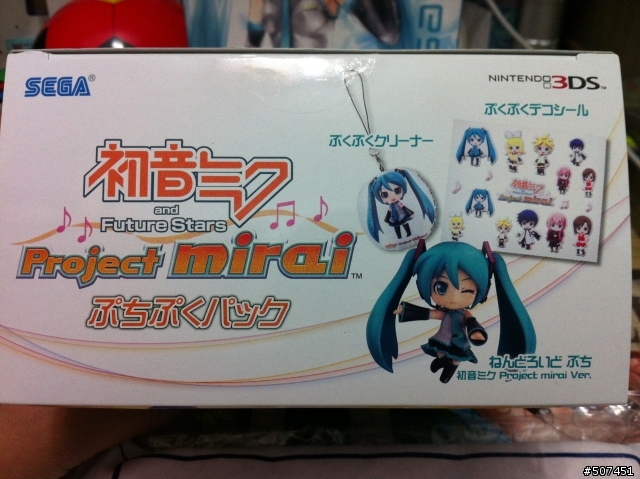 SEGA®
NINTENDO 3DS™
ぷくぷくデコシール
ぷくぷくクリーナー
初音ミク
and
Future Stars
Project mirai™
ぷちぷくパック
ねんどろいど ぷち
初音ミク Project mirai Ver.
#507451